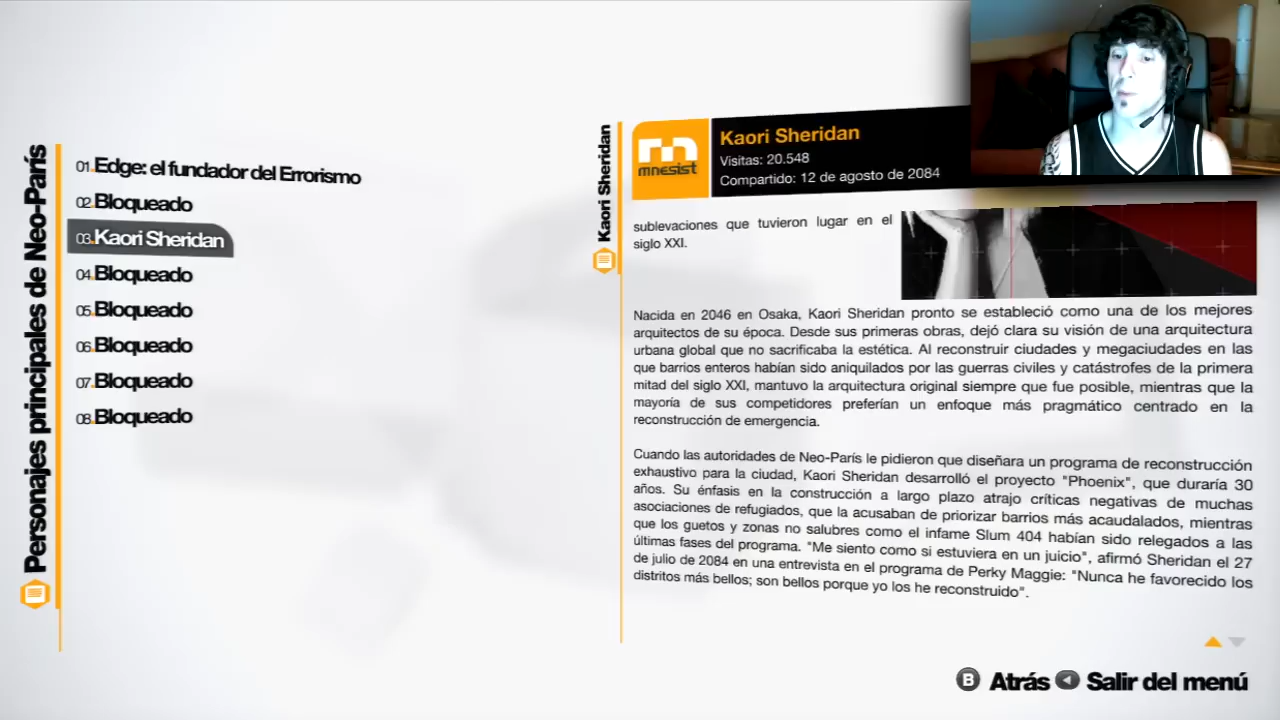 Personajes principales de Neo-París
01.Edge: el fundador del Errorismo
02.Bloqueado
03.Kaori Sheridan
04.Bloqueado
05.Bloqueado
06.Bloqueado
07.Bloqueado
08.Bloqueado
Kaori Sheridan
mnesist
Kaori Sheridan
Visitas: 20.548
Compartido: 12 de agosto de 2084
sublevaciones que tuvieron lugar en el
siglo XXI.
Nacida en 2046 en Osaka, Kaori Sheridan pronto se estableció como una de los mejores
arquitectos de su época. Desde sus primeras obras, dejó clara su visión de una arquitectura
urbana global que no sacrificaba la estética. Al reconstruir ciudades y megaciudades en las
que barrios enteros habían sido aniquilados por las guerras civiles y catástrofes de la primera
mitad del siglo XXI, mantuvo la arquitectura original siempre que fue posible, mientras que la
mayoría de sus competidores preferían un enfoque más pragmático centrado en la
reconstrucción de emergencia.
Cuando las autoridades de Neo-París le pidieron que diseñara un programa de reconstrucción
exhaustivo para la ciudad, Kaori Sheridan desarrolló el proyecto "Phoenix", que duraría 30
años. Su énfasis en la construcción a largo plazo atrajo críticas negativas de muchas
asociaciones de refugiados, que la acusaban de priorizar barrios más acaudalados, mientras
que los guetos y zonas no salubres como el infame Slum 404 habían sido relegados a las
últimas fases del programa. "Me siento como si estuviera en un juicio", afirmó Sheridan el 27
de julio de 2084 en una entrevista en el programa de Perky Maggie: "Nunca he favorecido los
distritos más bellos; son bellos porque yo los he reconstruido".
B Atrás Salir del menú